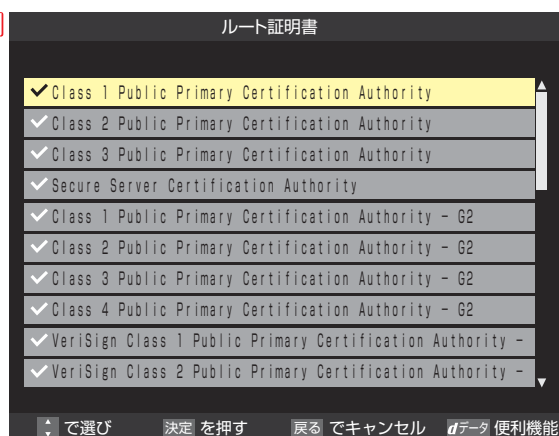 ルート証明書
Class 1 Public Primary Certification Authority
Class 2 Public Primary Certification Authority
Class 3 Public Primary Certification Authority
Secure Server Certification Authority
Class 1 Public Primary Certification Authority - G2
Class 2 Public Primary Certification Authority - G2
Class 3 Public Primary Certification Authority - G2
Class 4 Public Primary Certification Authority - G2
VeriSign Class 1 Public Primary Certification Authority -
VeriSign Class 2 Public Primary Certification Authority -
で選び 決定 を押す 戻る でキャンセル dデータ 便利機能